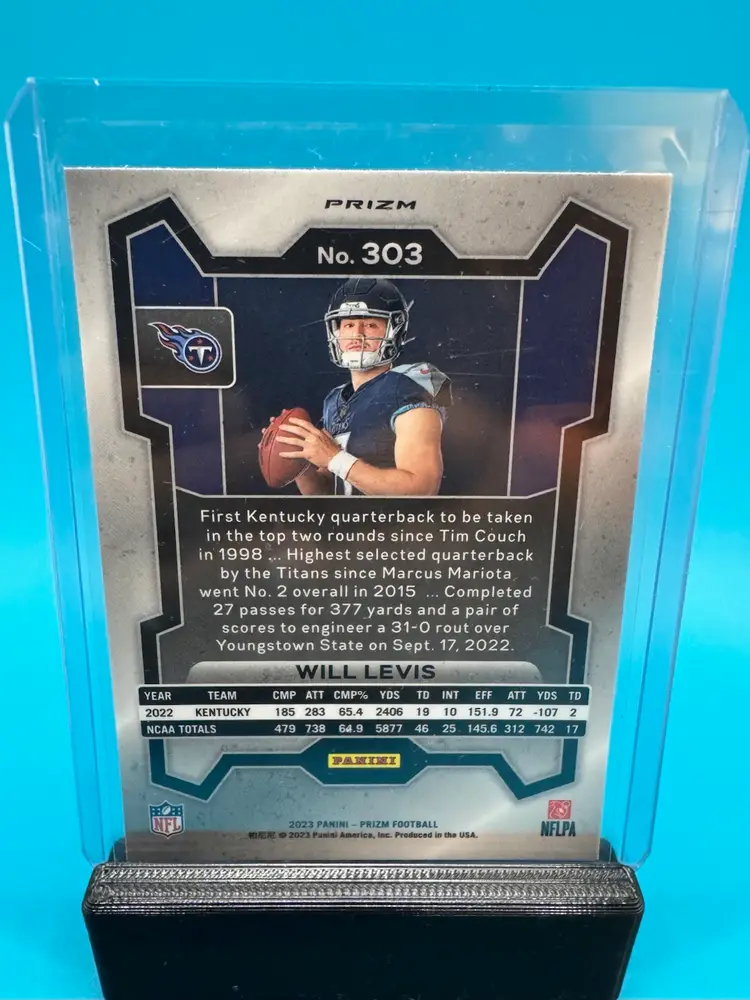 PRIZM
No. 303
T
First Kentucky quarterback to be taken
in the top two rounds since Tim Couch
in 1998 ... Highest selected quarterback
by the Titans since Marcus Mariota
went No. 2 overall in 2015 ... Completed
27 passes for 377 yards and a pair of
scores to engineer a 31-0 rout over
Youngstown State on Sept. 17, 2022.
WILL LEVIS
YEAR TEAM CMP ATT CMP% YDS TD INT EFF ATT YDS TD
2022 KENTUCKY 185 283 65.4 2406 19 10 151.9 72 -107 2
NCAA TOTALS 479 738 64.9 5877 46 25 145.6 312 742 17
PANINI
NFL
NFLPA
2023 PANINI - PRIZM FOOTBALL
© 2023 Panini America, Inc. Produced in the USA.